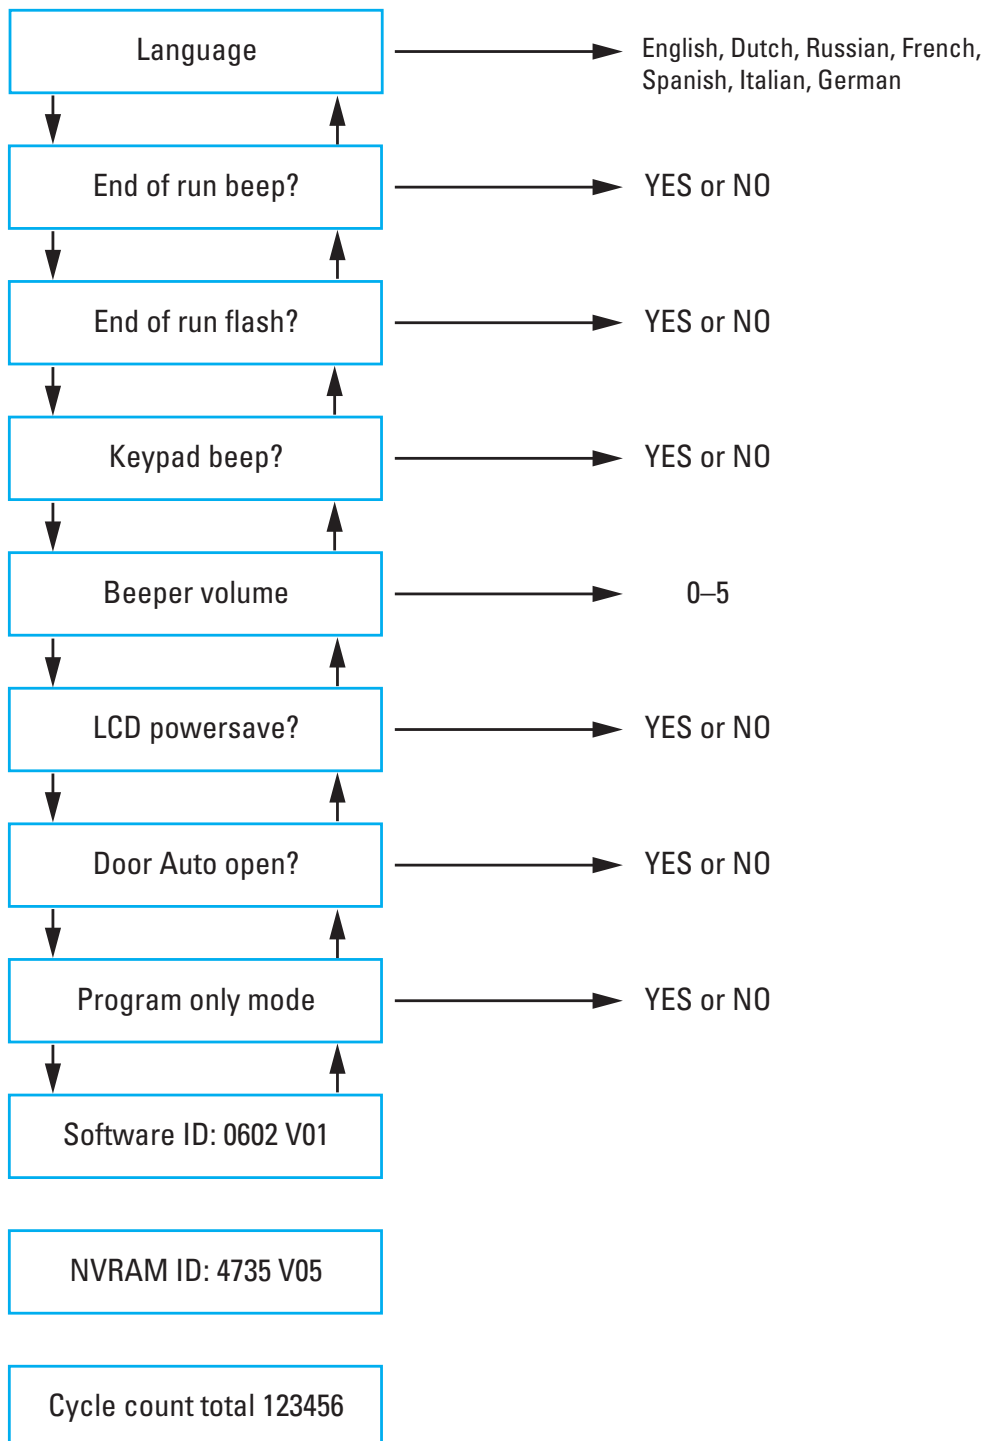 Language
English, Dutch, Russian, French,
Spanish, Italian, German
End of run beep?
YES or NO
End of run flash?
YES or NO
Keypad beep?
YES or NO
Beeper volume
0–5
LCD powersave?
YES or NO
Door Auto open?
YES or NO
Program only mode
YES or NO
Software ID: 0602 V01
NVRAM ID: 4735 V05
Cycle count total 123456